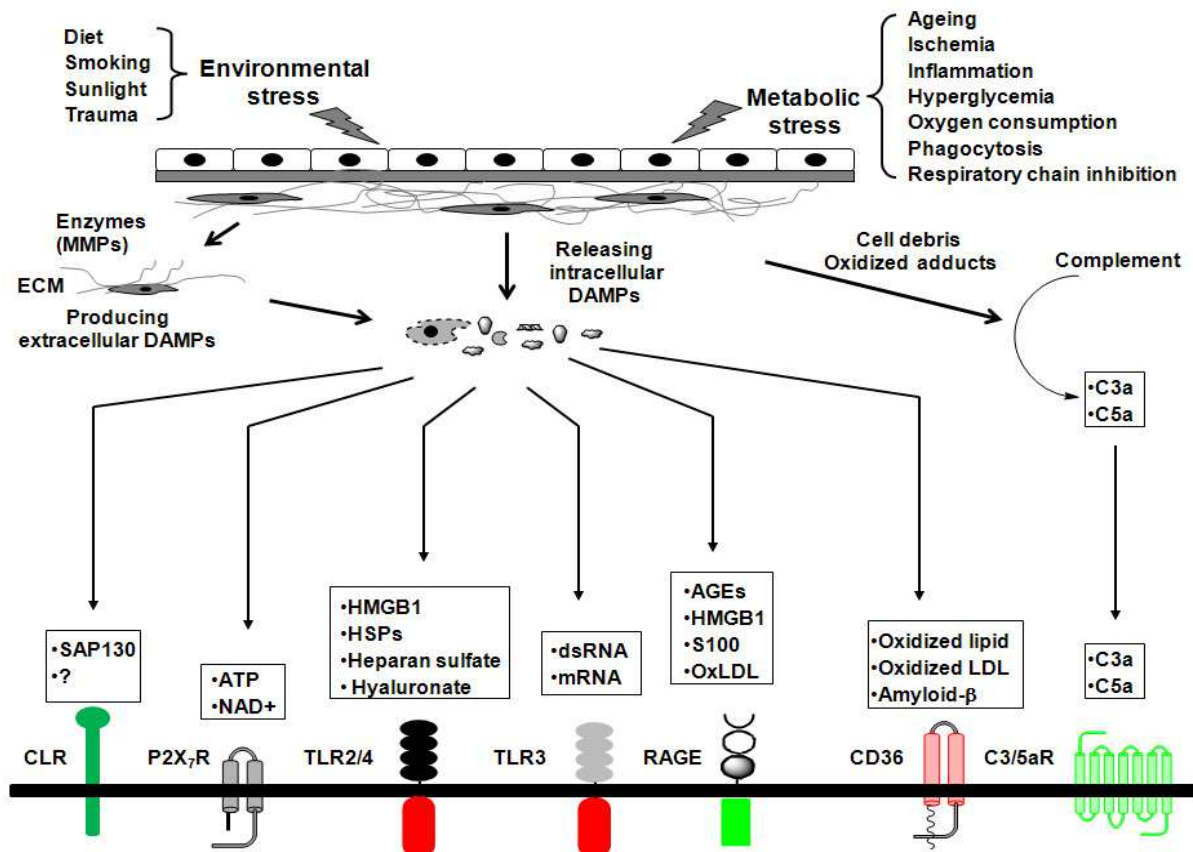 Diet
Smoking
Sunlight
Trauma
Environmental
stress
Metabolic
stress
Ageing
Ischemia
Inflammation
Hyperglycemia
Oxygen consumption
Phagocytosis
Respiratory chain inhibition
Enzymes
(MMPs)
ECM
Producing
extracellular DAMPs
Releasing
intracellular
DAMPs
Cell debris
Oxidized adducts
Complement
•C3a
•C5a
•SAP130
•?
•ATP
•NAD+
•HMGB1
•HSPs
•Heparan sulfate
•Hyaluronate
•dsRNA
•mRNA
•AGEs
•HMGB1
•S100
•OxLDL
•Oxidized lipid
•Oxidized LDL
•Amyloid-β
•C3a
•C5a
CLR
P2X₇R
TLR2/4
TLR3
RAGE
CD36
C3/5aR